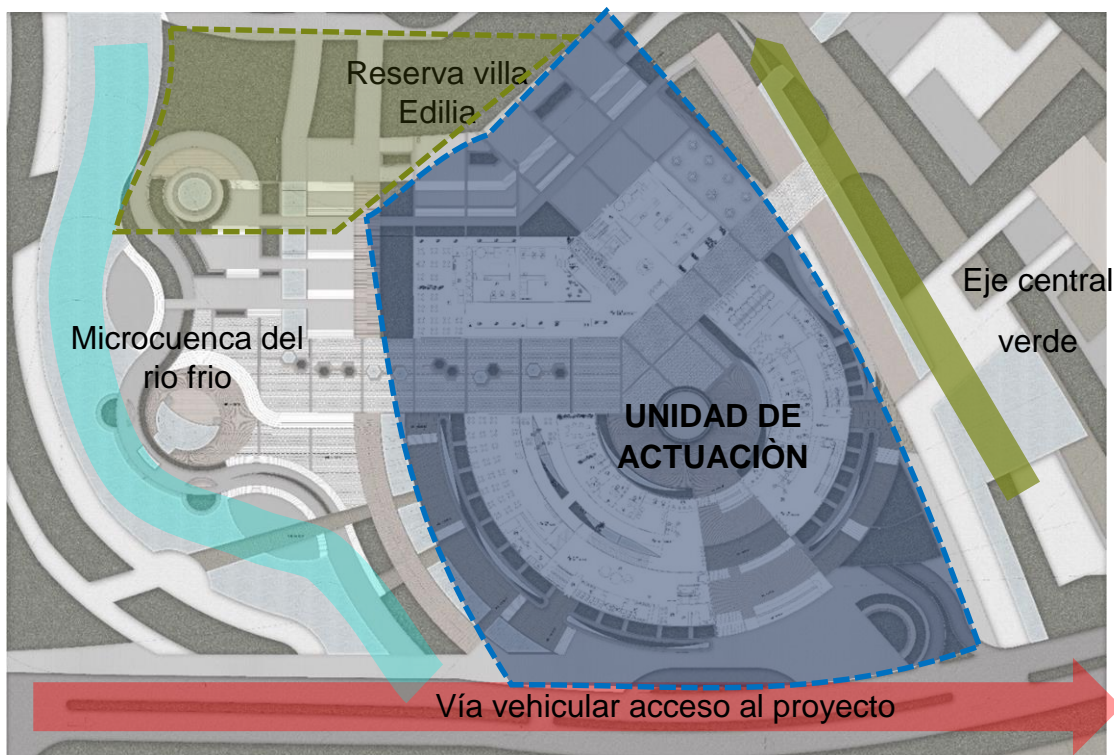 Reserva villa
Edilia
Microcuenca del
rio frio
Eje central
verde
UNIDAD DE
ACTUACIÒN
Vía vehicular acceso al proyecto